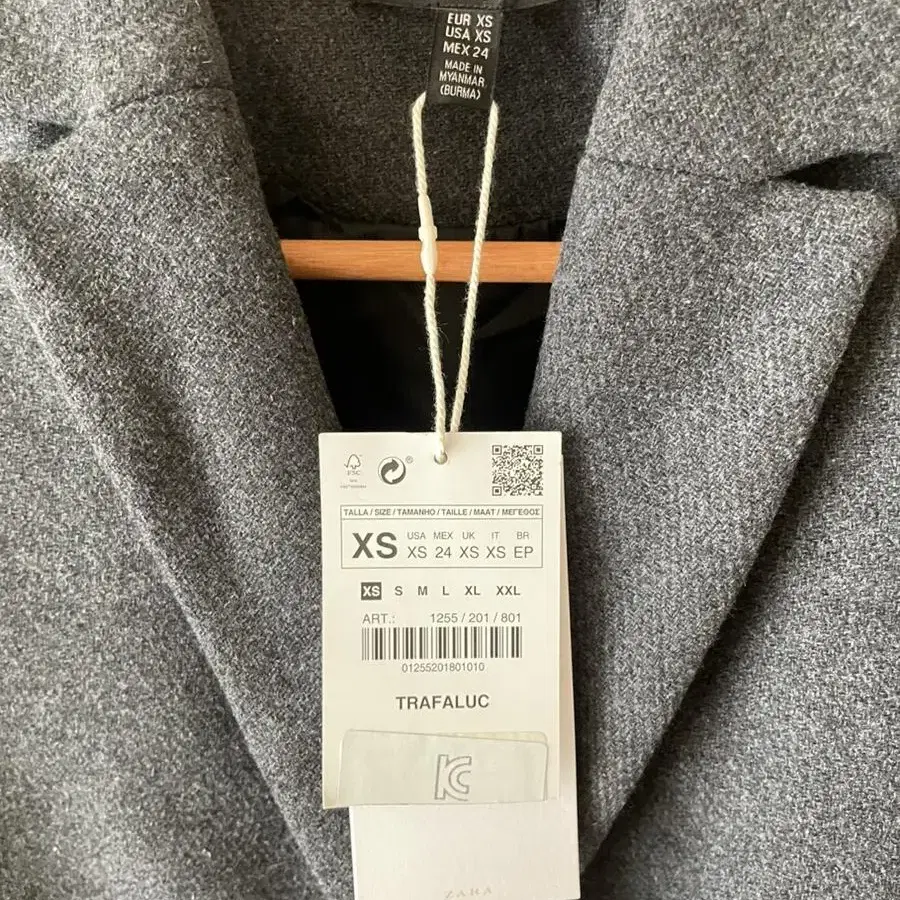 EUR XS
USA XS
MEX 24
MADE IN
MYANMAR
(BURMA)
FSC
®
TALLA / SIZE / TAMANHO / TAILLE / MAAT / ΜΕΓΕΘΟΣ
XS
USA MEX UK IT BR
XS 24 XS XS EP
XS S M L XL XXL
ART.: 1255 / 201 / 801
01255201801010
TRAFALUC
KC
ZARA